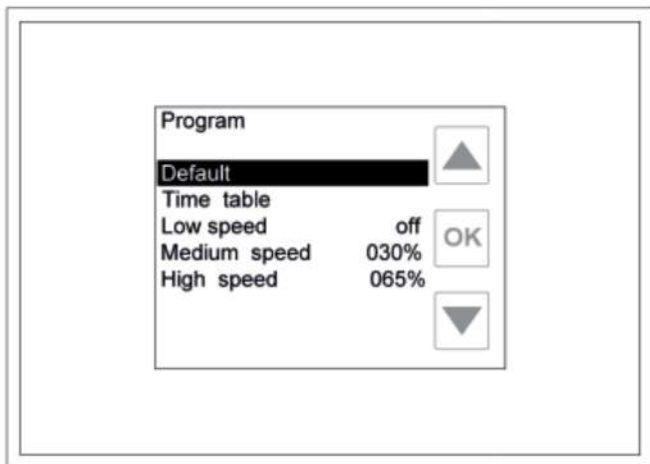 Program
Default
Time table
Low speed off
OK
Medium speed 030%
High speed 065%